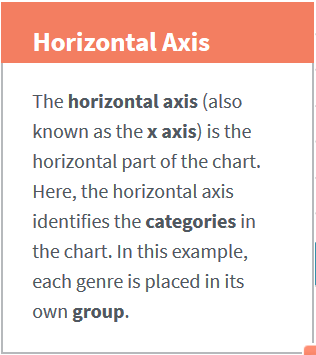 Horizontal Axis
The horizontal axis (also
known as the x axis) is the
horizontal part of the chart.
Here, the horizontal axis
identifies the categories in
the chart. In this example,
each genre is placed in its
own group.